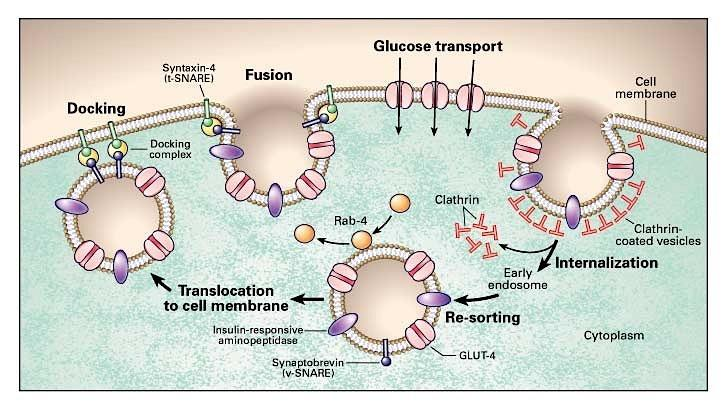 Glucose transport
Syntaxin-4
(t-SNARE)
Fusion
Cell
membrane
Docking
Docking
complex
Rab-4
Clathrin
Clathrin-
coated vesicles
Early
endosome
Internalization
Translocation
to cell membrane
Re-sorting
Insulin-responsive
aminopeptidase
Cytoplasm
GLUT-4
Synaptobrevin
(v-SNARE)